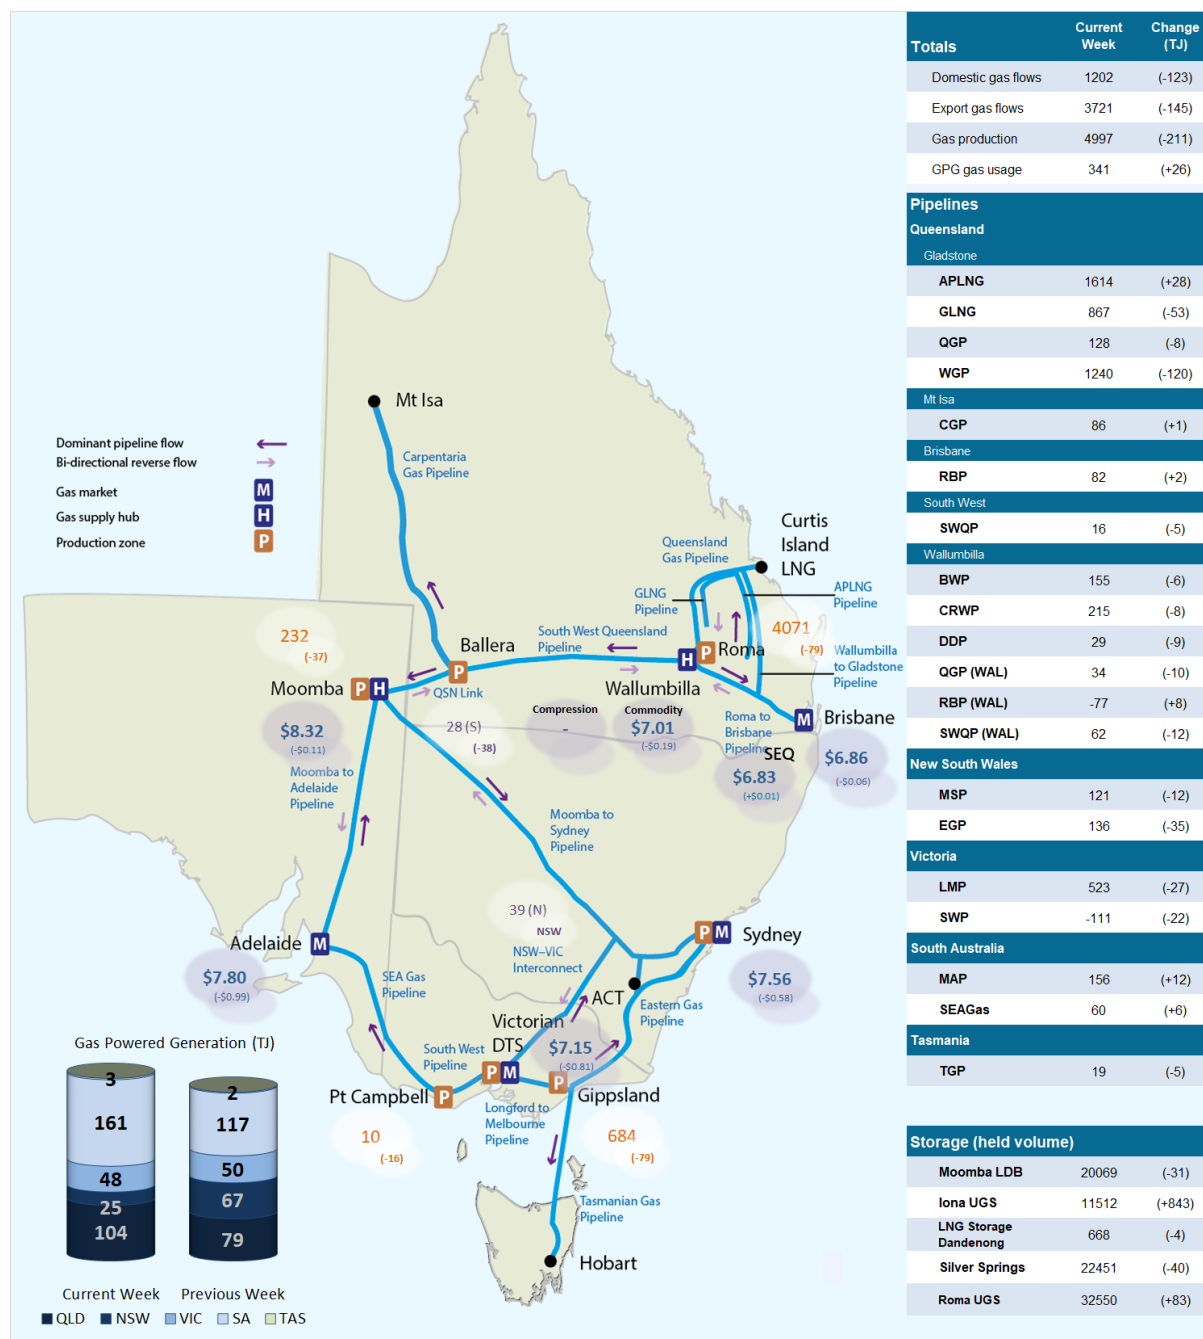 Mt Isa
Dominant pipeline flow
Bi-directional reverse flow
Gas market M
Gas supply hub H
Production zone P
Carpentaria
Gas Pipeline
Curtis
Island
LNG
Queensland
Gas Pipeline
GLNG
Pipeline
APLNG
Pipeline
232
(-37)
4071
(-79)
South West Queensland
Pipeline
Ballera
P
H P Roma
Wallumbilla
Wallumbilla
to Gladstone
Pipeline
Moomba P H
QSN Link
28 (S)
(-38)
Compression
-
Commodity
$7.01
(-$0.19)
Roma to
Brisbane
Pipeline
M Brisbane
SEQ
$6.83
(+$0.01)
$6.86
(-$0.06)
$8.32
(-$0.11)
Moomba to
Adelaide
Pipeline
Moomba to
Sydney
Pipeline
39 (N)
NSW
NSW–VIC
Interconnect
P M Sydney
$7.56
(-$0.58)
Adelaide M
$7.80
(-$0.99)
SEA Gas
Pipeline
ACT
Eastern Gas
Pipeline
Victorian
DTS
P M
$7.15
(-$0.81)
South West
Pipeline
Pt Campbell P
10
(-16)
P
Gippsland
684
(-79)
Longford to
Melbourne
Pipeline
Tasmanian Gas
Pipeline
Hobart
Gas Powered Generation (TJ)
3 2
161 117
48 50
25 67
104 79
Current Week Previous Week
QLD NSW VIC SA TAS
Totals Current Week Change (TJ)
Domestic gas flows 1202 (-123)
Export gas flows 3721 (-145)
Gas production 4997 (-211)
GPG gas usage 341 (+26)
Pipelines
Queensland
Gladstone
APLNG 1614 (+28)
GLNG 867 (-53)
QGP 128 (-8)
WGP 1240 (-120)
Mt Isa
CGP 86 (+1)
Brisbane
RBP 82 (+2)
South West
SWQP 16 (-5)
Wallumbilla
BWP 155 (-6)
CRWP 215 (-8)
DDP 29 (-9)
QGP (WAL) 34 (-10)
RBP (WAL) -77 (+8)
SWQP (WAL) 62 (-12)
New South Wales
MSP 121 (-12)
EGP 136 (-35)
Victoria
LMP 523 (-27)
SWP -111 (-22)
South Australia
MAP 156 (+12)
SEAGas 60 (+6)
Tasmania
TGP 19 (-5)
Storage (held volume)
Moomba LDB 20069 (-31)
Iona UGS 11512 (+843)
LNG Storage
Dandenong 668 (-4)
Silver Springs 22451 (-40)
Roma UGS 32550 (+83)